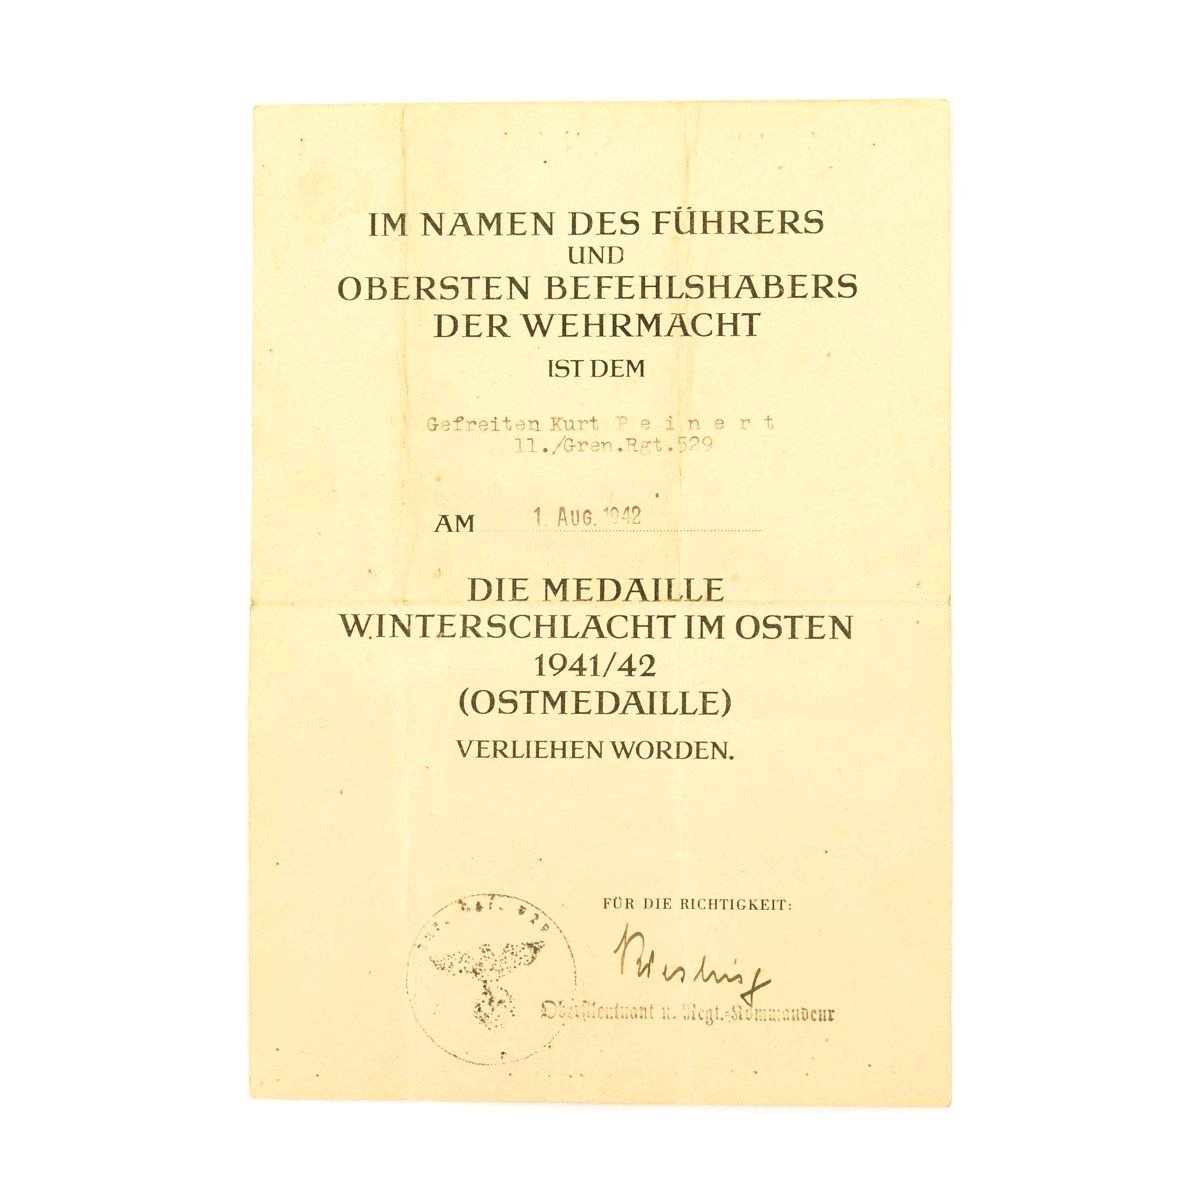 IM NAMEN DES FÜHRERS
UND
OBERSTEN BEFEHLSHABERS
DER WEHRMACHT
IST DEM
Gefreiten Kurt R e i n e r t
11./Gren.Rgt.529
AM 1. AUG. 1942
DIE MEDAILLE
WINTERSCHLACHT IM OSTEN
1941/42
(OSTMEDAILLE)
VERLIEHEN WORDEN.
FÜR DIE RICHTIGKEIT:
Oberstleutnant u. Regt.-Kommandeur